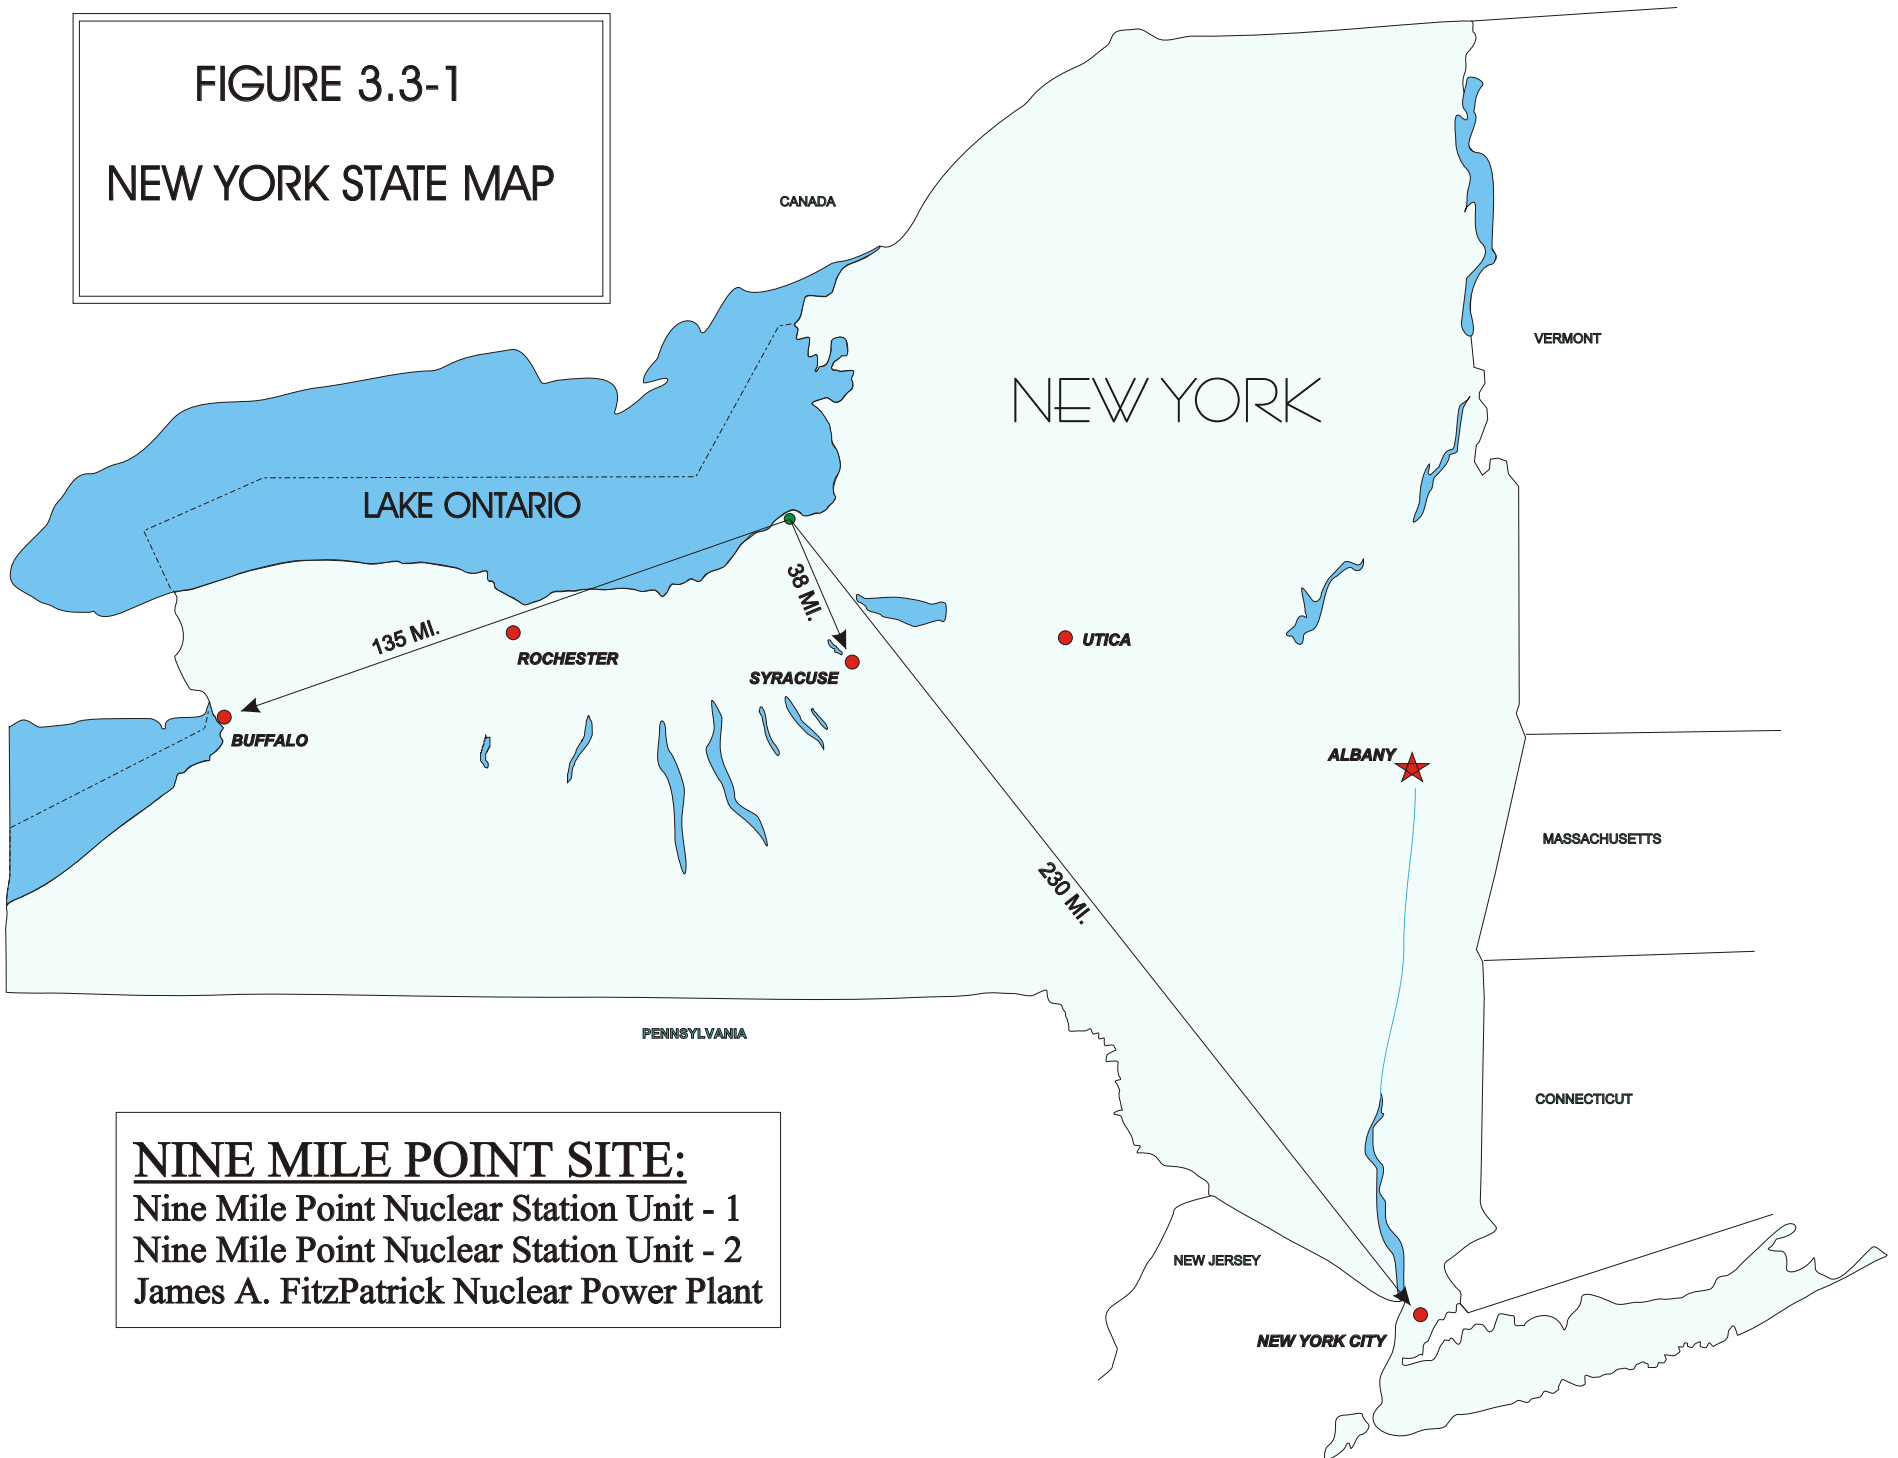 FIGURE 3.3-1
NEW YORK STATE MAP
CANADA
VERMONT
NEW YORK
LAKE ONTARIO
38 MI.
135 MI.
ROCHESTER
UTICA
SYRACUSE
BUFFALO
ALBANY
MASSACHUSETTS
230 MI.
PENNSYLVANIA
CONNECTICUT
NINE MILE POINT SITE:
Nine Mile Point Nuclear Station Unit - 1
Nine Mile Point Nuclear Station Unit - 2
James A. FitzPatrick Nuclear Power Plant
NEW JERSEY
NEW YORK CITY